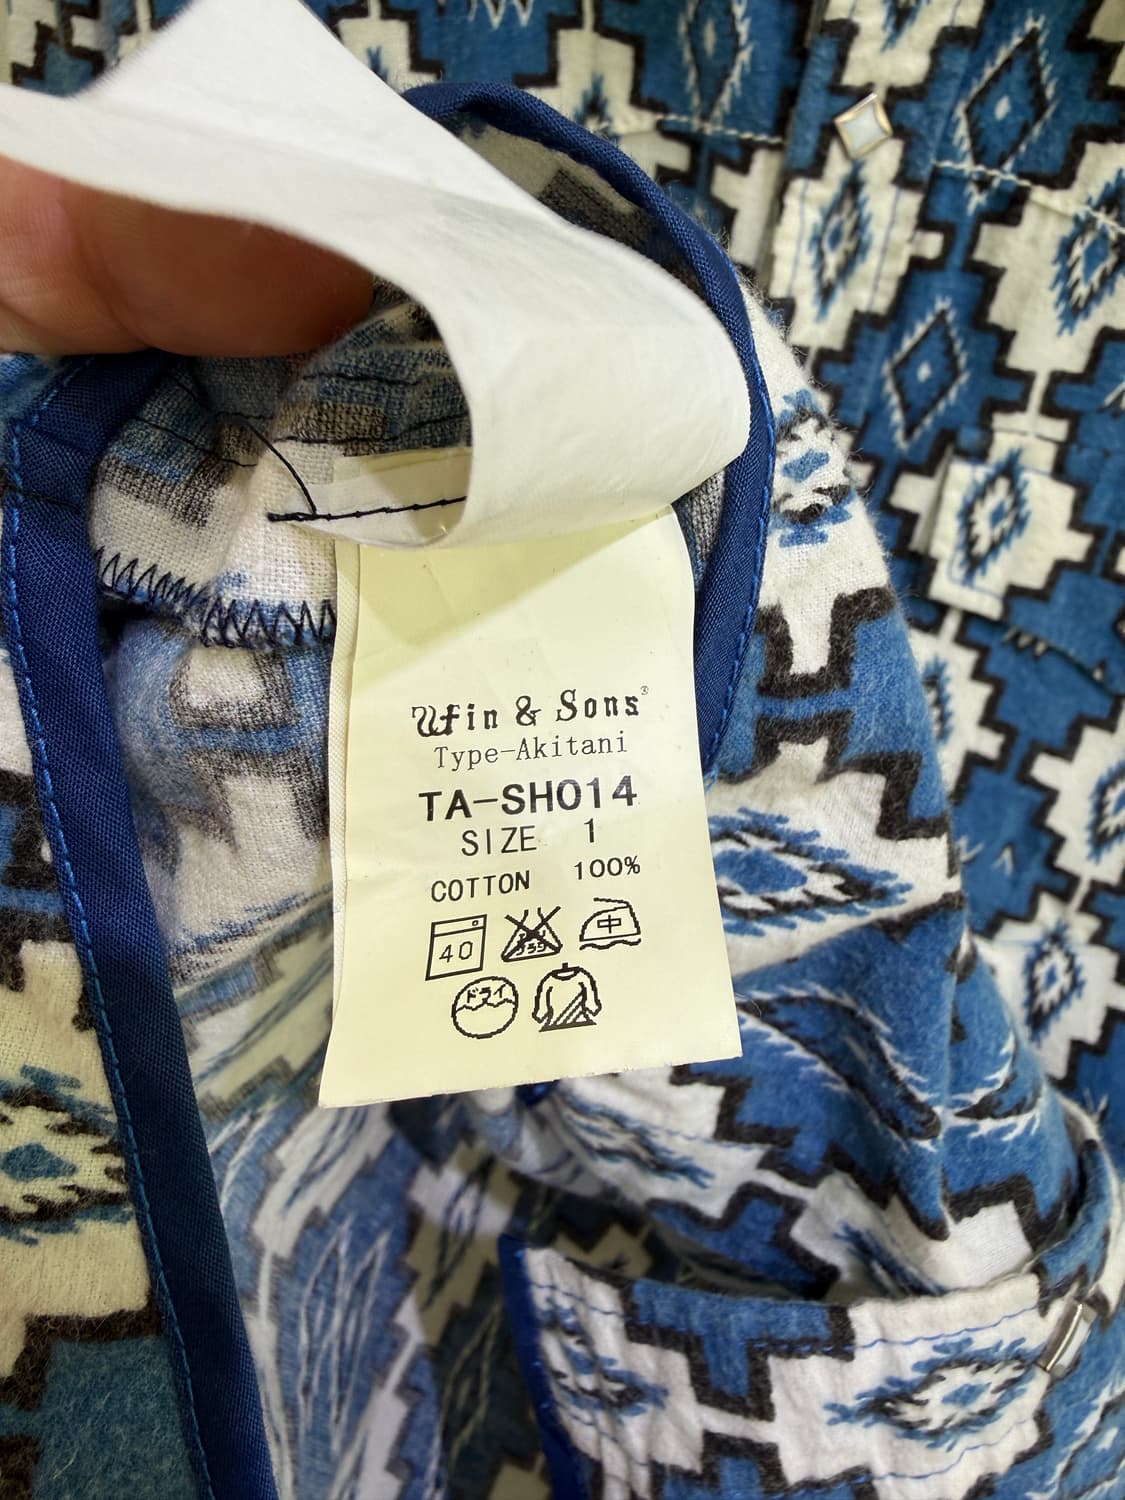 Ufin & Sons®
Type-Akitani
TA-SH014
SIZE 1
COTTON 100%
40 中
ドライ